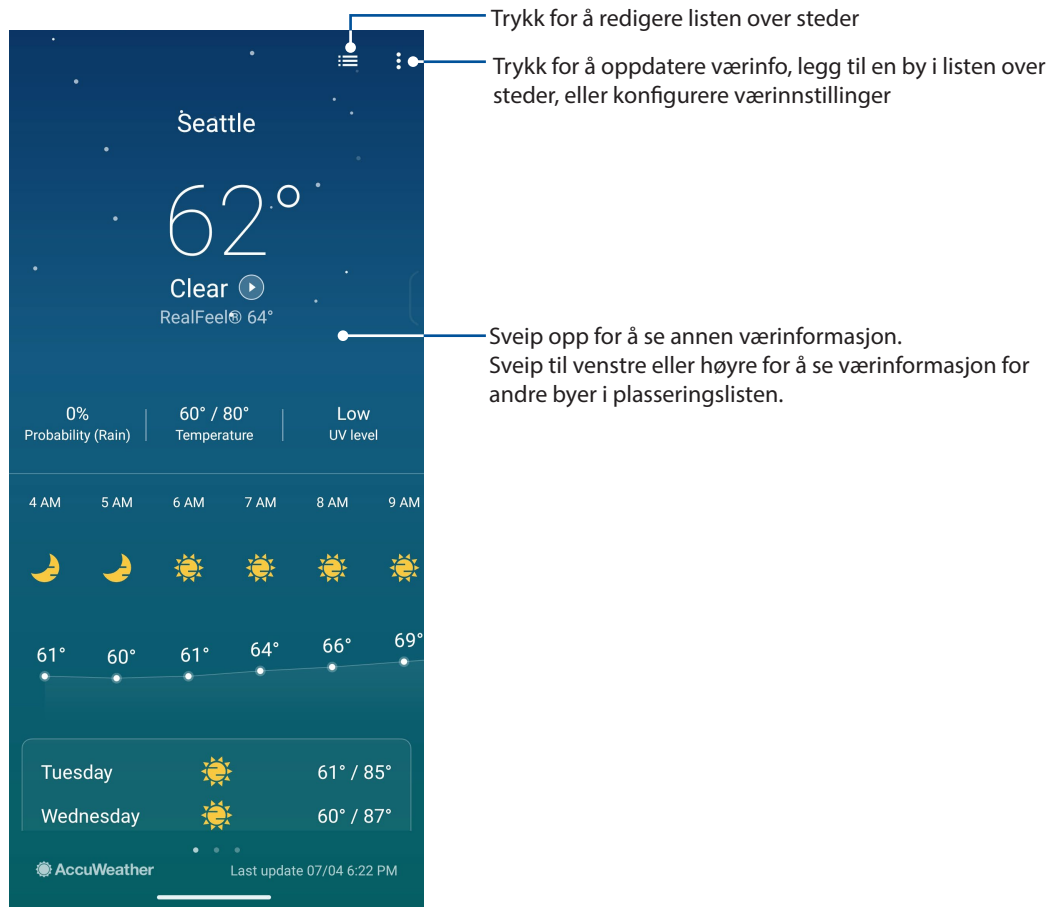 Trykk for å redigere listen over steder
Trykk for å oppdatere værinfo, legg til en by i listen over
steder, eller konfigurere værinnstillinger
Seattle
62°
Clear
RealFeel® 64°
Sveip opp for å se annen værinformasjon.
Sveip til venstre eller høyre for å se værinformasjon for
andre byer i plasseringslisten.
0% 60° / 80° Low
Probability (Rain) Temperature UV level
4 AM 5 AM 6 AM 7 AM 8 AM 9 AM
61° 60° 61° 64° 66° 69°
Tuesday 61° / 85°
Wednesday 60° / 87°
AccuWeather Last update 07/04 6:22 PM